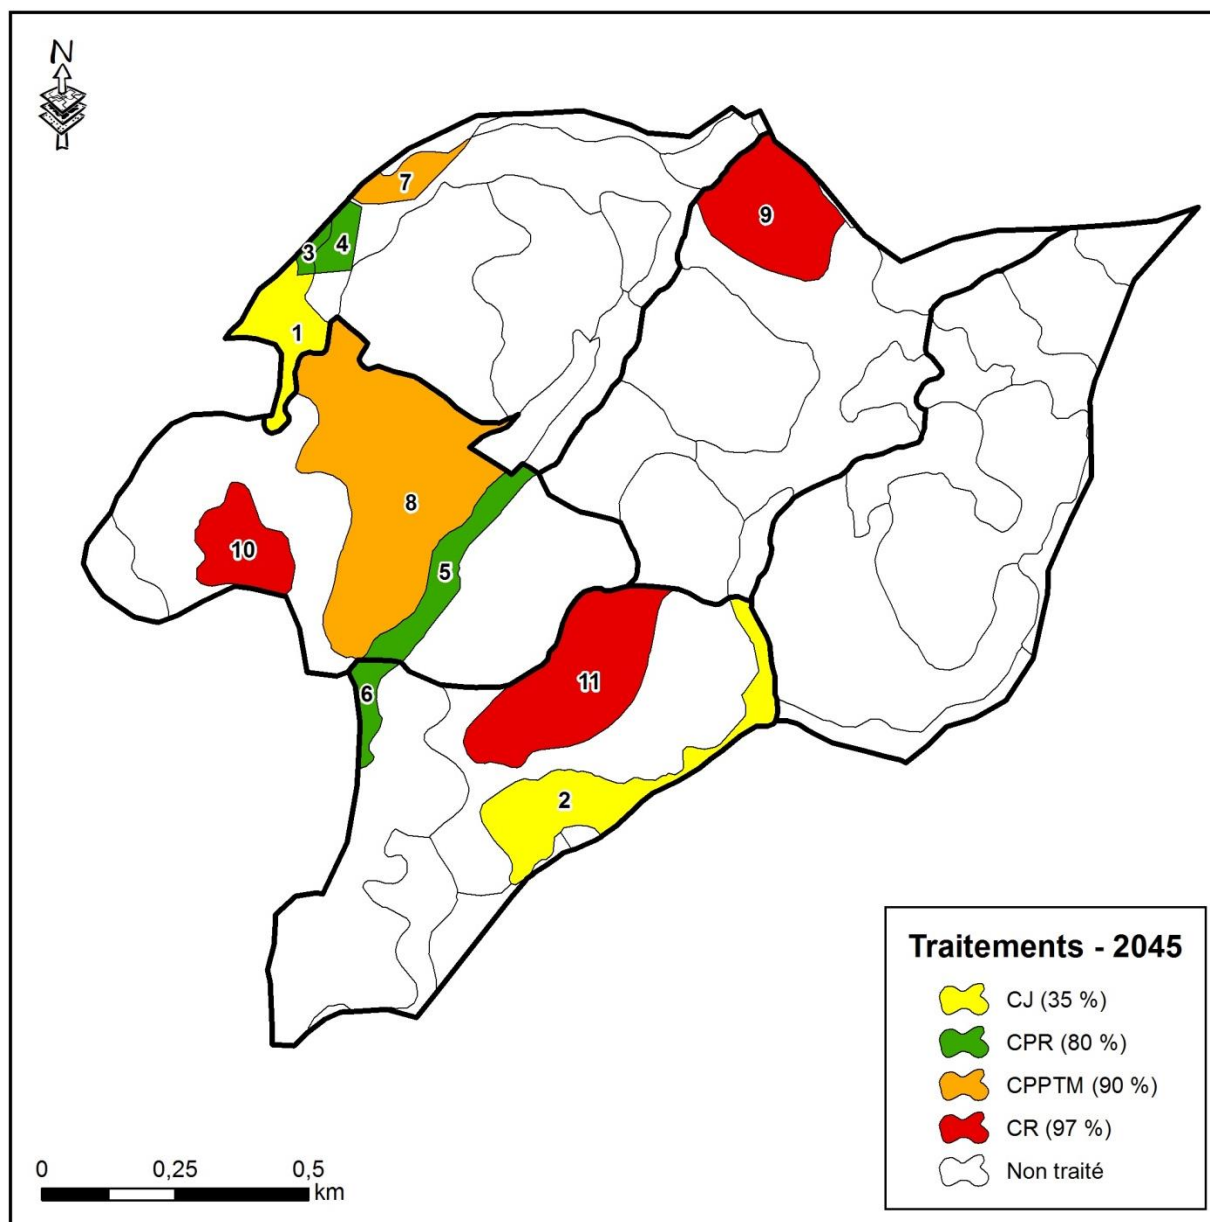 N
7
9
3
4
1
8
10
5
11
6
2
Traitements - 2045
CJ (35 %)
CPR (80 %)
CPPTM (90 %)
CR (97 %)
Non traité
0 0,25 0,5
km